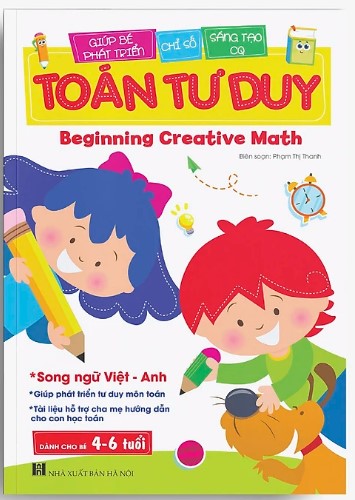 GIÚP BÉ
PHÁT TRIỂN
CHỈ SỐ
SÁNG TẠO
CQ
TOÁN TƯ DUY
Beginning Creative Math
Biên soạn: Phạm Thị Thanh
*Song ngữ Việt - Anh
*Giúp phát triển tư duy môn toán
*Tài liệu hỗ trợ cha mẹ hướng dẫn
cho con học toán
DÀNH CHO BÉ 4-6 tuổi
NHÀ XUẤT BẢN HÀ NỘI